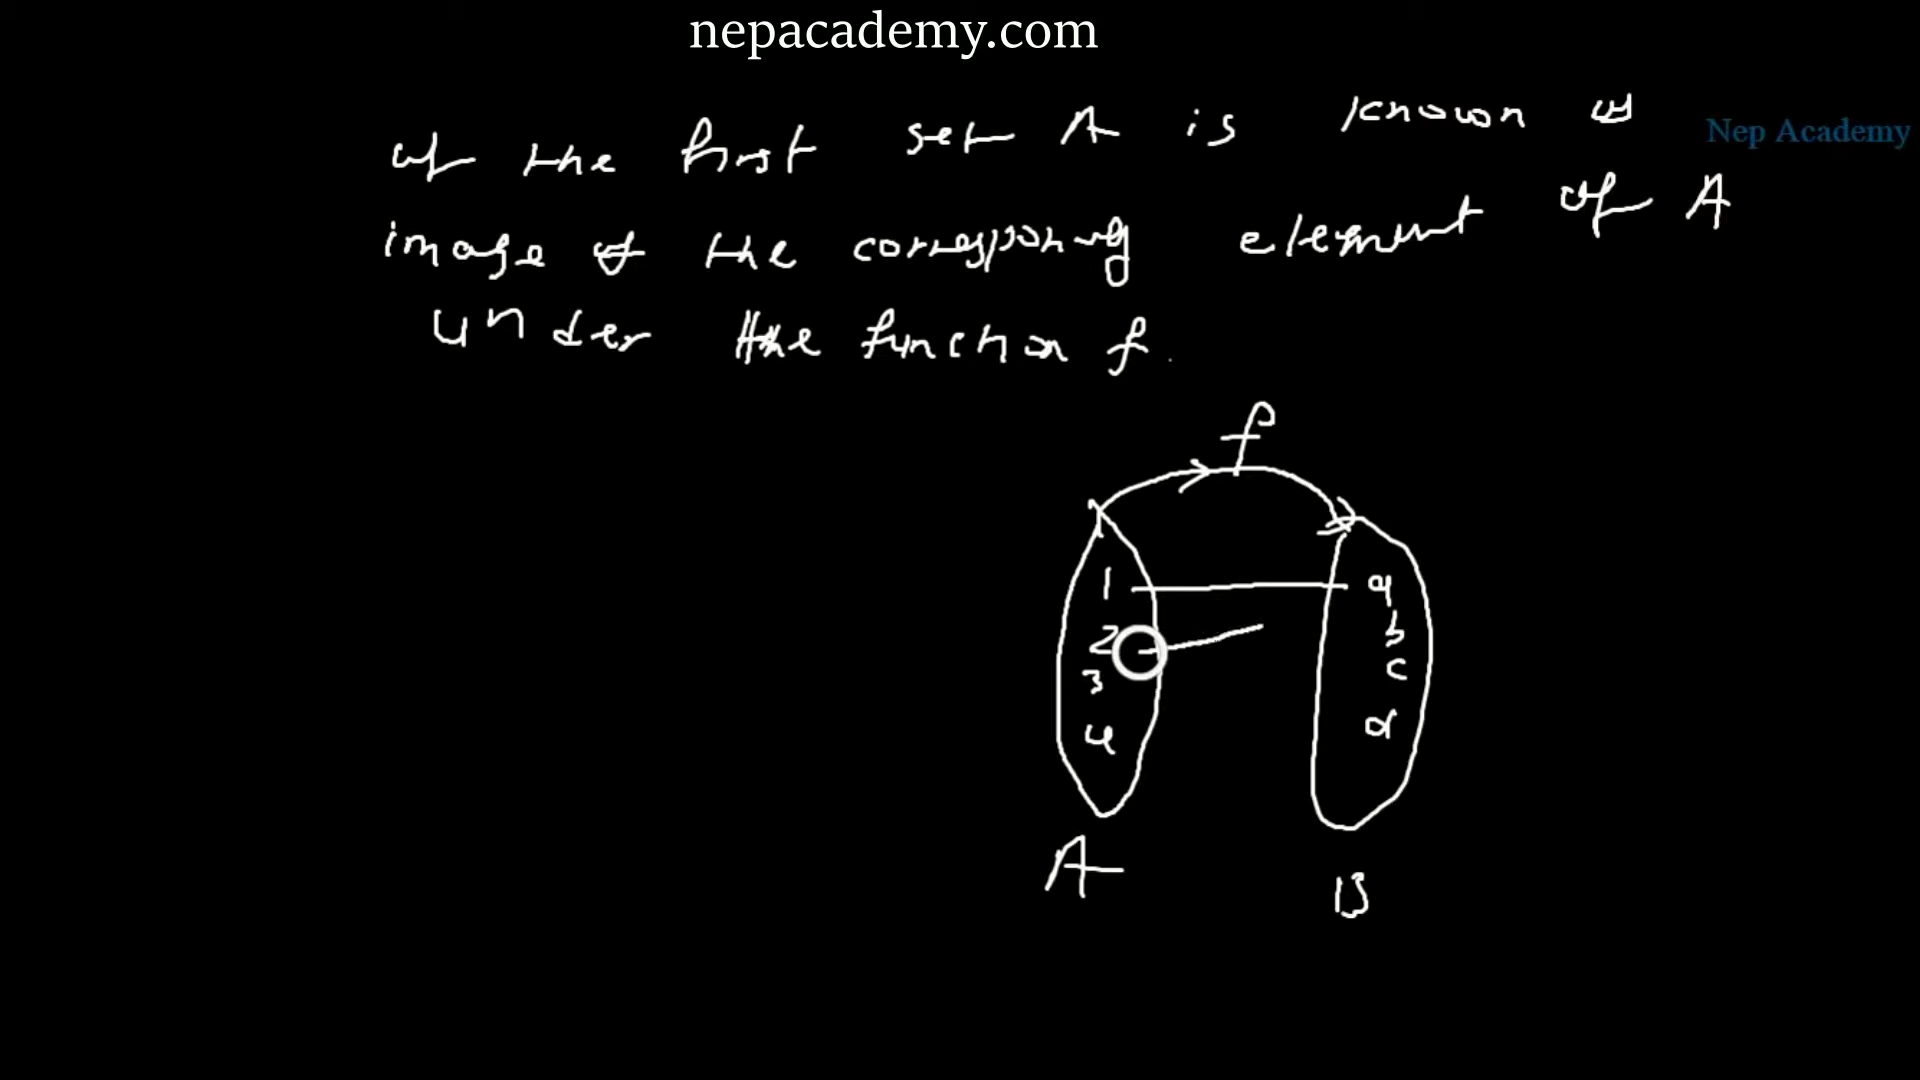 nepacademy.com
of the first set A is known as
Nep Academy
image of the correspong element of A
under the function f.
f
1 a
2 b
3 c
4 d
A B